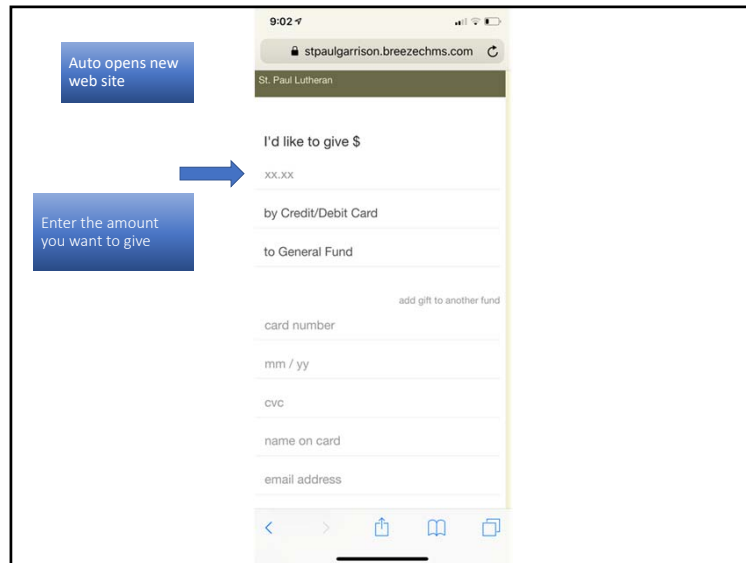 9:02
Auto opens new
web site
stpaulgarrison.breezechms.com
St. Paul Lutheran
I'd like to give $
xx.xx
Enter the amount
you want to give
by Credit/Debit Card
to General Fund
add gift to another fund
card number
mm / yy
cvc
name on card
email address